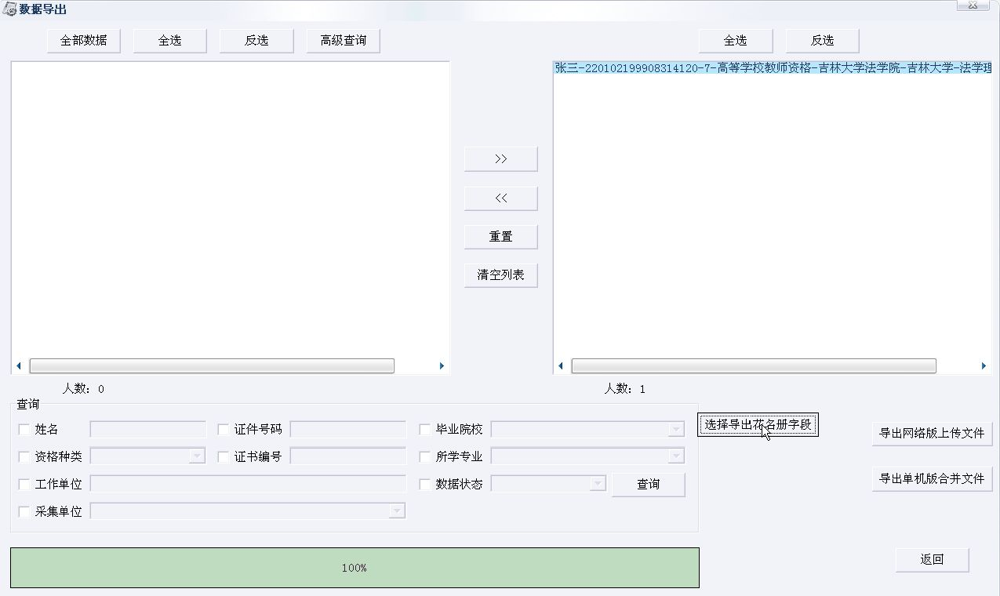 数据导出
全部数据 全选 反选 高级查询 全选 反选
张三-220102199908314120-7-高等学校教师资格-吉林大学法学院-吉林大学-法学理
>>
<<
重置
清空列表
人数: 0 人数: 1
查询
选择导出花名册字段
姓名 证件号码 毕业院校
导出网络版上传文件
资格种类 证书编号 所学专业
工作单位 数据状态 查询
导出单机版合并文件
采集单位
100%
返回